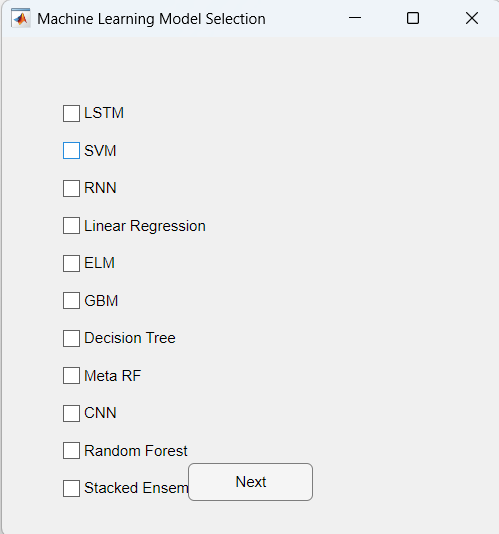 Machine Learning Model Selection
LSTM
SVM
RNN
Linear Regression
ELM
GBM
Decision Tree
Meta RF
CNN
Random Forest
Stacked Ensem
Next